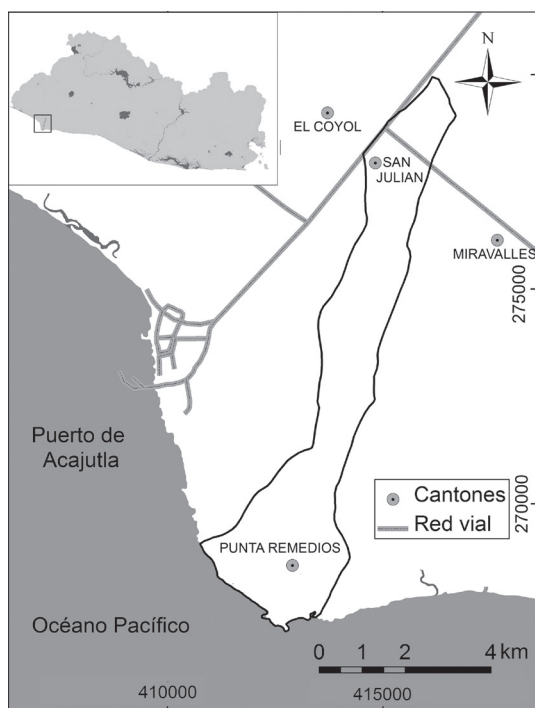 N
EL COYOL
SAN
JULIAN
MIRAVALLES
275000
Puerto de
Acajutla
270000
Cantones
Red vial
PUNTA REMEDIOS
Océano Pacífico
0 1 2 4 km
410000 415000